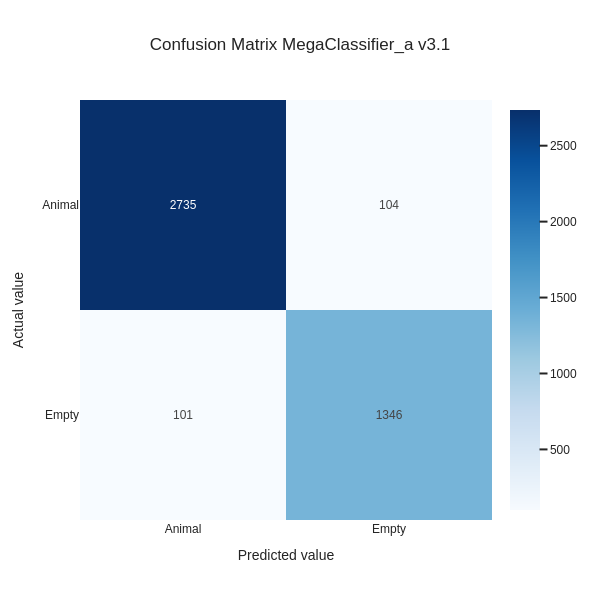 Confusion Matrix MegaClassifier_a v3.1
Animal
2735
104
Empty
101
1346
Animal
Empty
Predicted value
Actual value
2500
2000
1500
1000
500